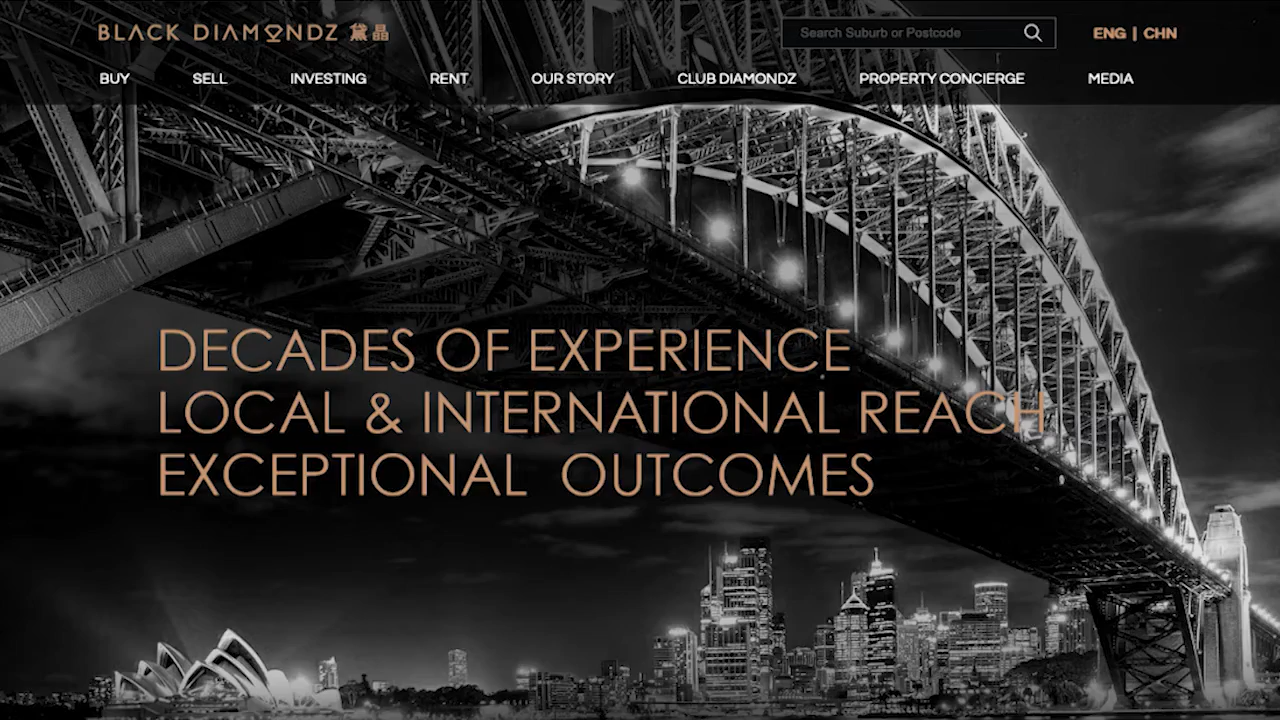 BLACK DIAMONDZ 黛晶
Search Suburb or Postcode
ENG | CHN
BUY SELL INVESTING RENT OUR STORY CLUB DIAMONDZ PROPERTY CONCIERGE MEDIA
DECADES OF EXPERIENCE
LOCAL & INTERNATIONAL REACH
EXCEPTIONAL OUTCOMES